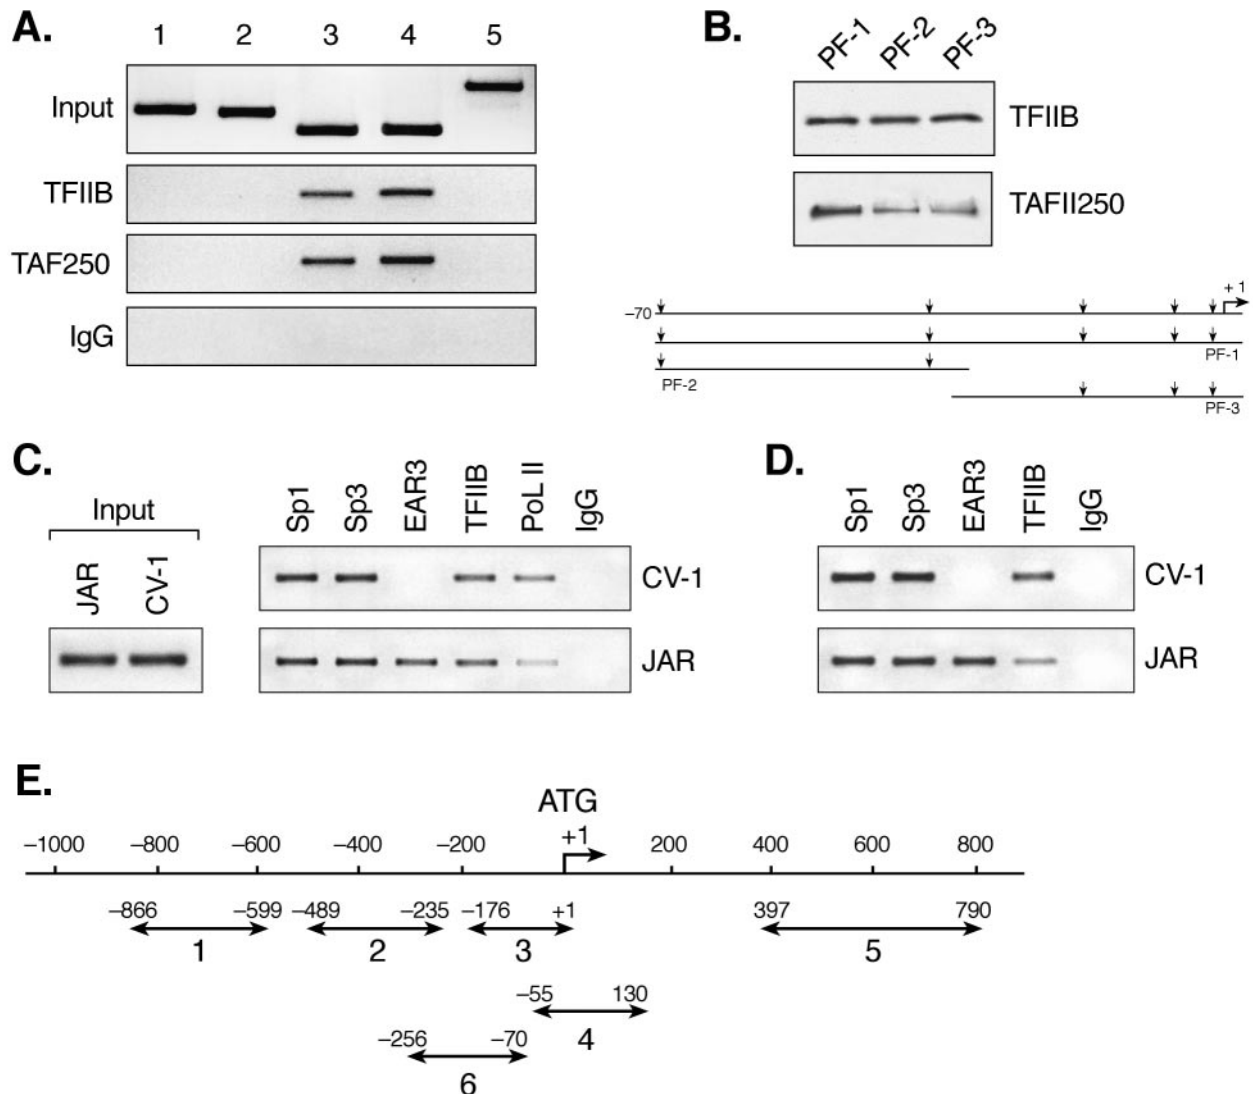 A.
1 2 3 4 5
Input
TFIIB
TAF250
IgG
B.
PF-1 PF-2 PF-3
TFIIB
TAFII250
+ 1
–70
PF-1
PF-2
PF-3
C.
Input
JAR CV-1
Sp1 Sp3 EAR3 TFIIB PoL II IgG
CV-1
JAR
D.
Sp1 Sp3 EAR3 TFIIB IgG
CV-1
JAR
E.
ATG
–1000 –800 –600 –400 –200 +1 200 400 600 800
–866 –599 –489 –235 –176 +1 397 790
1 2 3 5
–55 130
4
–256 –70
6